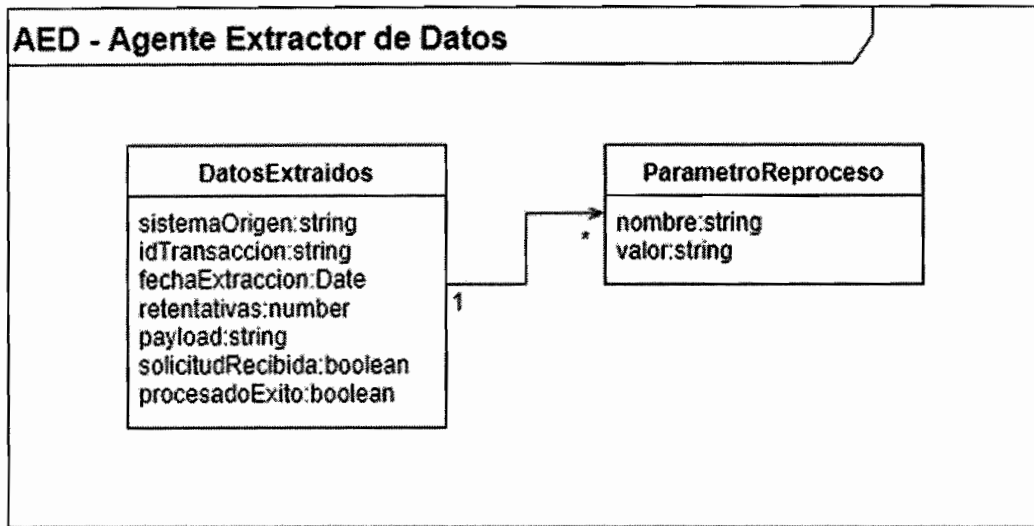 AED - Agente Extractor de Datos
DatosExtraidos
sistemaOrigen:string
idTransaccion:string
fechaExtraccion:Date
retentativas:number
payload:string
solicitudRecibida:boolean
procesadoExito:boolean
1
*
ParametroReproceso
nombre:string
valor:string